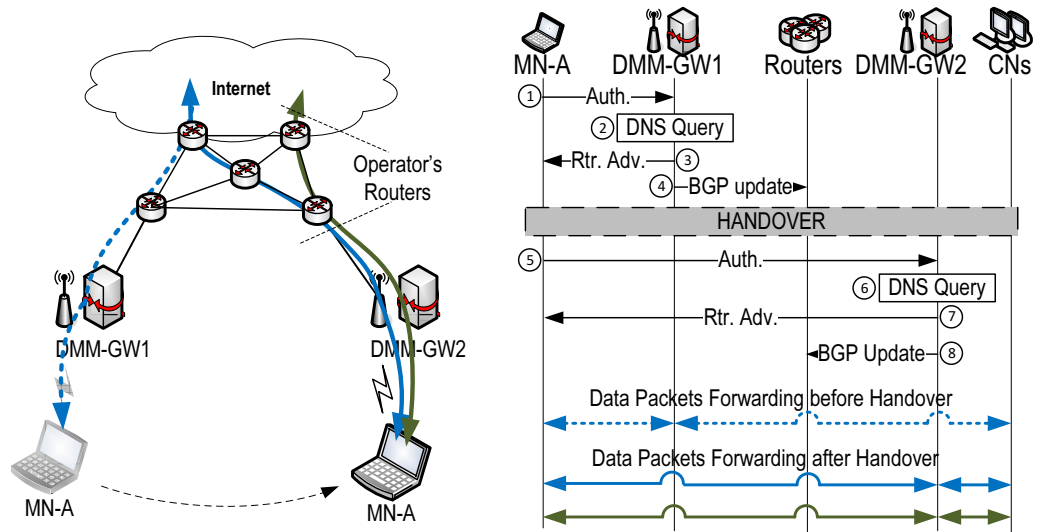 Internet
Operator's
Routers
DMM-GW1
DMM-GW2
MN-A
MN-A
MN-A
DMM-GW1
Routers
DMM-GW2
CNs
1
Auth.
2
DNS Query
Rtr. Adv.
3
4
BGP update
HANDOVER
5
Auth.
6
DNS Query
Rtr. Adv.
7
BGP Update
8
Data Packets Forwarding before Handover
Data Packets Forwarding after Handover